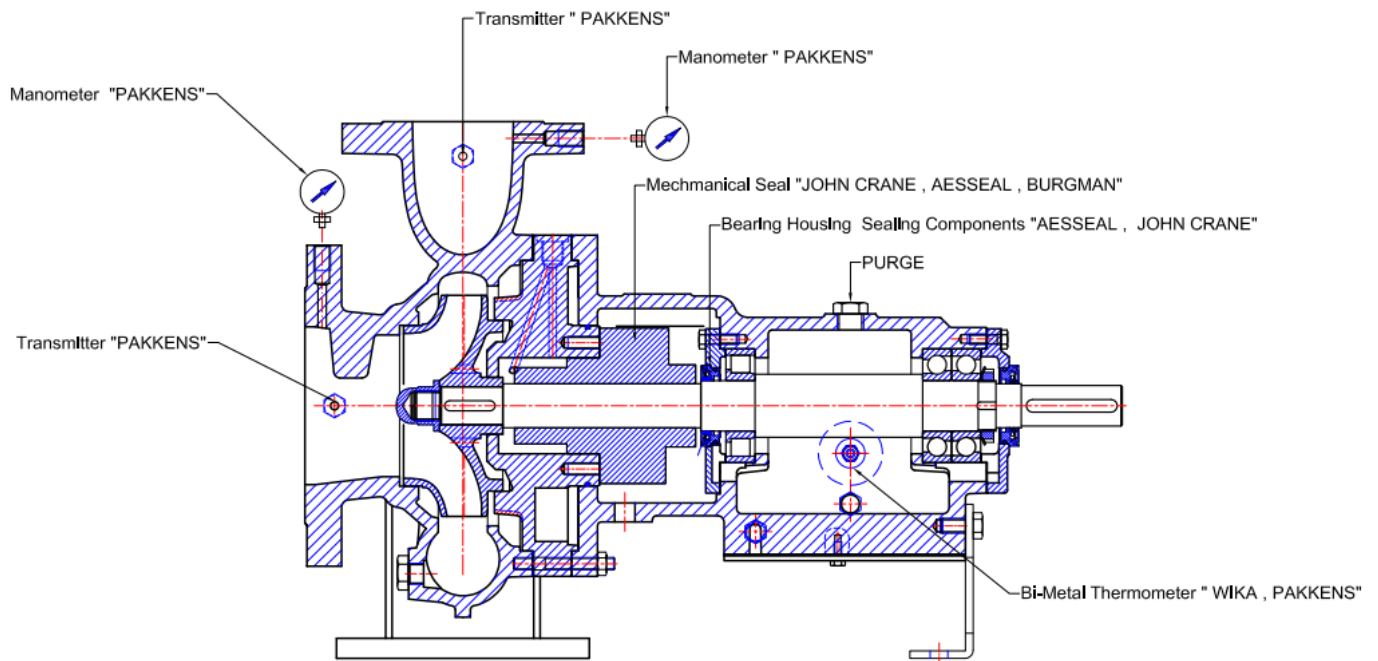 Transmitter " PAKKENS"
Manometer " PAKKENS"
Manometer "PAKKENS"
Mechmanical Seal "JOHN CRANE , AESSEAL , BURGMAN"
Bearing Housing Sealing Components "AESSEAL , JOHN CRANE"
PURGE
Transmitter "PAKKENS"
Bi-Metal Thermometer " WIKA , PAKKENS"